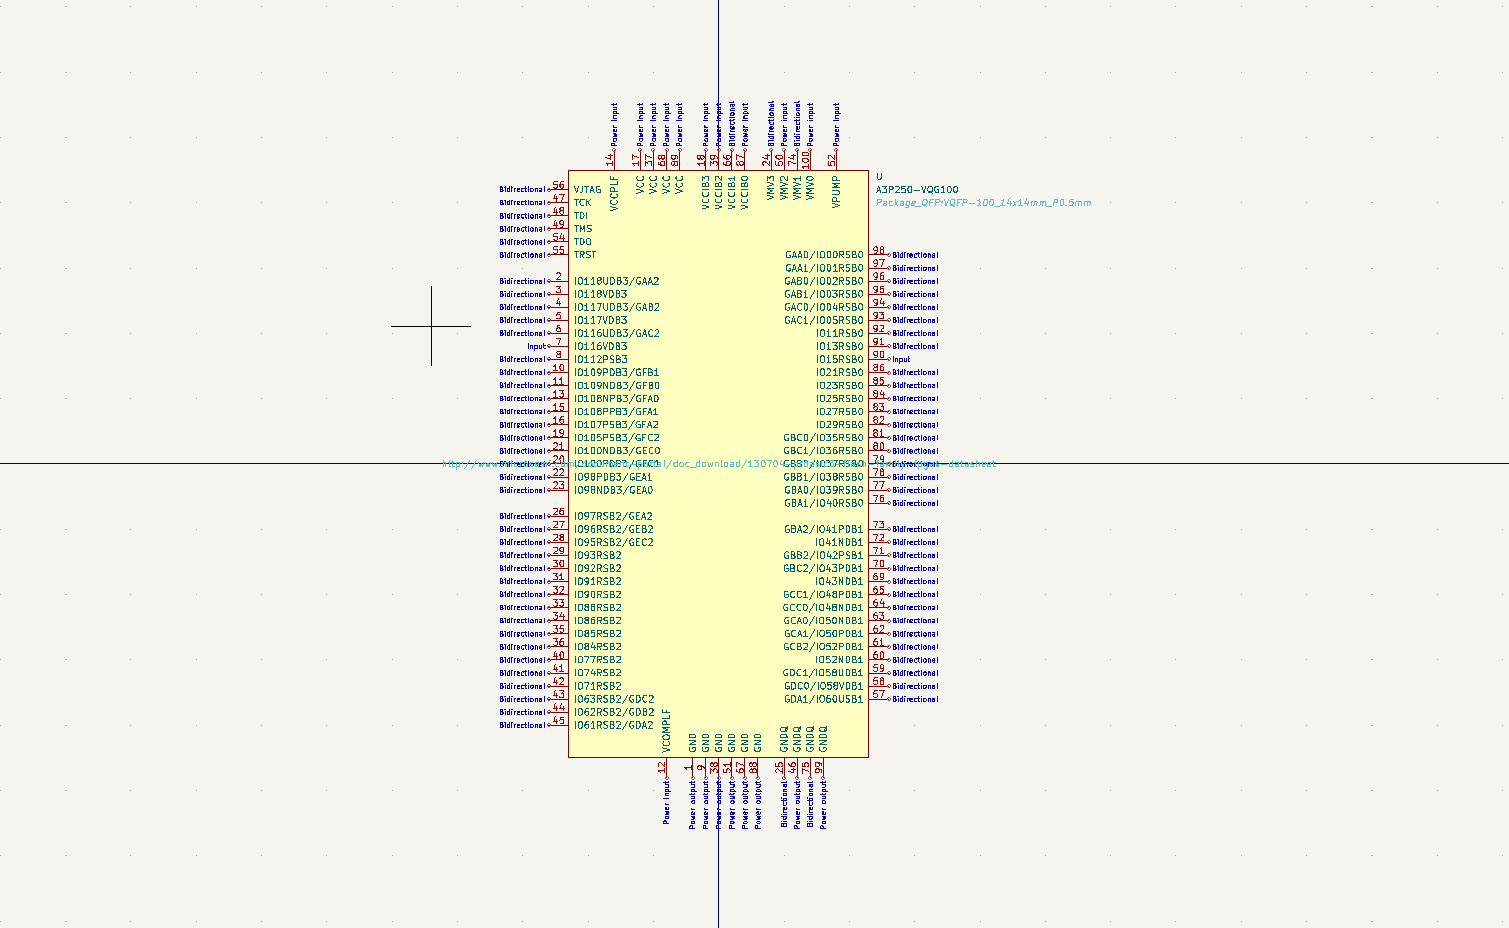 Power Input
Power Input
Power Input
Power Input
Power Input
Power Input
Power Input
Bidirectional
Power Input
Bidirectional
Power Input
Bidirectional
Power Input
Power Input
14 17 37 68 89 18 39 66 87 24 50 74 100 52
VCCPLF VCC VCC VCC VCC VCCIB3 VCCIB2 VCCIB1 VCCIB0 VMV3 VMV2 VMV1 VMV0 VPUMP
U
A3P250-VQG100
Package_QFP:VQFP-100_14x14mm_P0.5mm
Bidirectional 56 VJTAG
Bidirectional 47 TCK
Bidirectional 48 TDI
Bidirectional 49 TMS
Bidirectional 54 TDO
Bidirectional 55 TRST
Bidirectional 2 IO118UDB3/GAA2
Bidirectional 3 IO118VDB3
Bidirectional 4 IO117UDB3/GAB2
Bidirectional 5 IO117VDB3
Bidirectional 6 IO116UDB3/GAC2
Input 7 IO116VDB3
Bidirectional 8 IO112PSB3
Bidirectional 10 IO109PDB3/GFB1
Bidirectional 11 IO109NDB3/GFB0
Bidirectional 13 IO108NPB3/GFA0
Bidirectional 15 IO108PPB3/GFA1
Bidirectional 16 IO107PSB3/GFA2
Bidirectional 19 IO105PSB3/GFC2
Bidirectional 21 IO100NDB3/GEC0
20
Bidirectional 22 IO98PDB3/GEA1
Bidirectional 23 IO98NDB3/GEA0
Bidirectional 26 IO97RSB2/GEA2
Bidirectional 27 IO96RSB2/GEB2
Bidirectional 28 IO95RSB2/GEC2
Bidirectional 29 IO93RSB2
Bidirectional 30 IO92RSB2
Bidirectional 31 IO91RSB2
Bidirectional 32 IO90RSB2
Bidirectional 33 IO88RSB2
Bidirectional 34 IO86RSB2
Bidirectional 35 IO85RSB2
Bidirectional 36 IO84RSB2
Bidirectional 40 IO77RSB2
Bidirectional 41 IO74RSB2
Bidirectional 42 IO71RSB2
Bidirectional 43 IO63RSB2/GDC2
Bidirectional 44 IO62RSB2/GDB2
Bidirectional 45 IO61RSB2/GDA2
GAA0/IO00RSB0 98 Bidirectional
GAA1/IO01RSB0 97 Bidirectional
GAB0/IO02RSB0 96 Bidirectional
GAB1/IO03RSB0 95 Bidirectional
GAC0/IO04RSB0 94 Bidirectional
GAC1/IO05RSB0 93 Bidirectional
IO11RSB0 92 Bidirectional
IO13RSB0 91 Bidirectional
IO15RSB0 90 Input
IO21RSB0 86 Bidirectional
IO23RSB0 85 Bidirectional
IO25RSB0 84 Bidirectional
IO27RSB0 83 Bidirectional
IO29RSB0 82 Bidirectional
GBC0/IO35RSB0 81 Bidirectional
GBC1/IO36RSB0 80 Bidirectional
79
GBB1/IO38RSB0 78 Bidirectional
GBA0/IO39RSB0 77 Bidirectional
GBA1/IO40RSB0 76 Bidirectional
GBA2/IO41PDB1 73 Bidirectional
IO41NDB1 72 Bidirectional
GBB2/IO42PSB1 71 Bidirectional
GBC2/IO43PDB1 70 Bidirectional
IO43NDB1 69 Bidirectional
GCC1/IO48PDB1 65 Bidirectional
GCC0/IO48NDB1 64 Bidirectional
GCA0/IO50NDB1 63 Bidirectional
GCA1/IO50PDB1 62 Bidirectional
GCB2/IO52PDB1 61 Bidirectional
IO52NDB1 60 Bidirectional
GDC1/IO58UDB1 59 Bidirectional
GDC0/IO58VDB1 58 Bidirectional
GDA1/IO60USB1 57 Bidirectional
VCOMPLF GND GND GND GND GND GND GNDQ GNDQ GNDQ GNDQ
12 1 9 38 51 67 88 25 46 75 99
Power Input
Power output
Power output
Power output
Power output
Power output
Power output
Bidirectional
Power output
Bidirectional
Power output